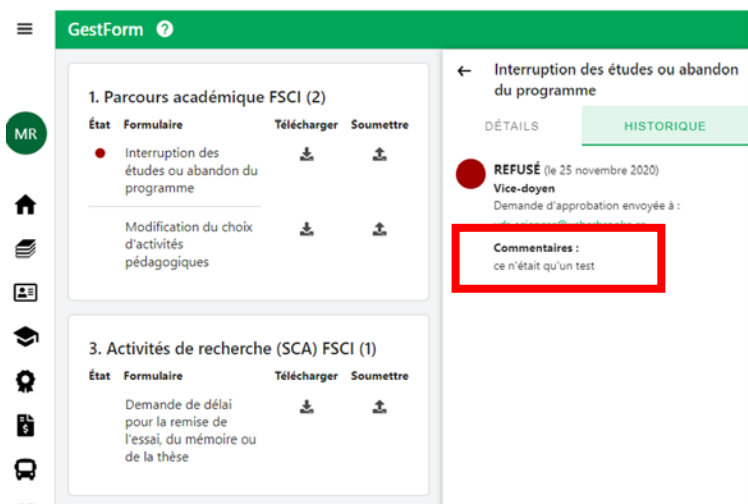 GestForm ?
MR
1. Parcours académique FSCI (2)
État Formulaire Télécharger Soumettre
Interruption des
études ou abandon du
programme
Modification du choix
d'activités
pédagogiques
3. Activités de recherche (SCA) FSCI (1)
État Formulaire Télécharger Soumettre
Demande de délai
pour la remise de
l'essai, du mémoire ou
de la thèse
Interruption des études ou abandon
du programme
DÉTAILS HISTORIQUE
REFUSÉ (le 25 novembre 2020)
Vice-doyen
Demande d'approbation envoyée à :
Commentaires :
ce n'était qu'un test